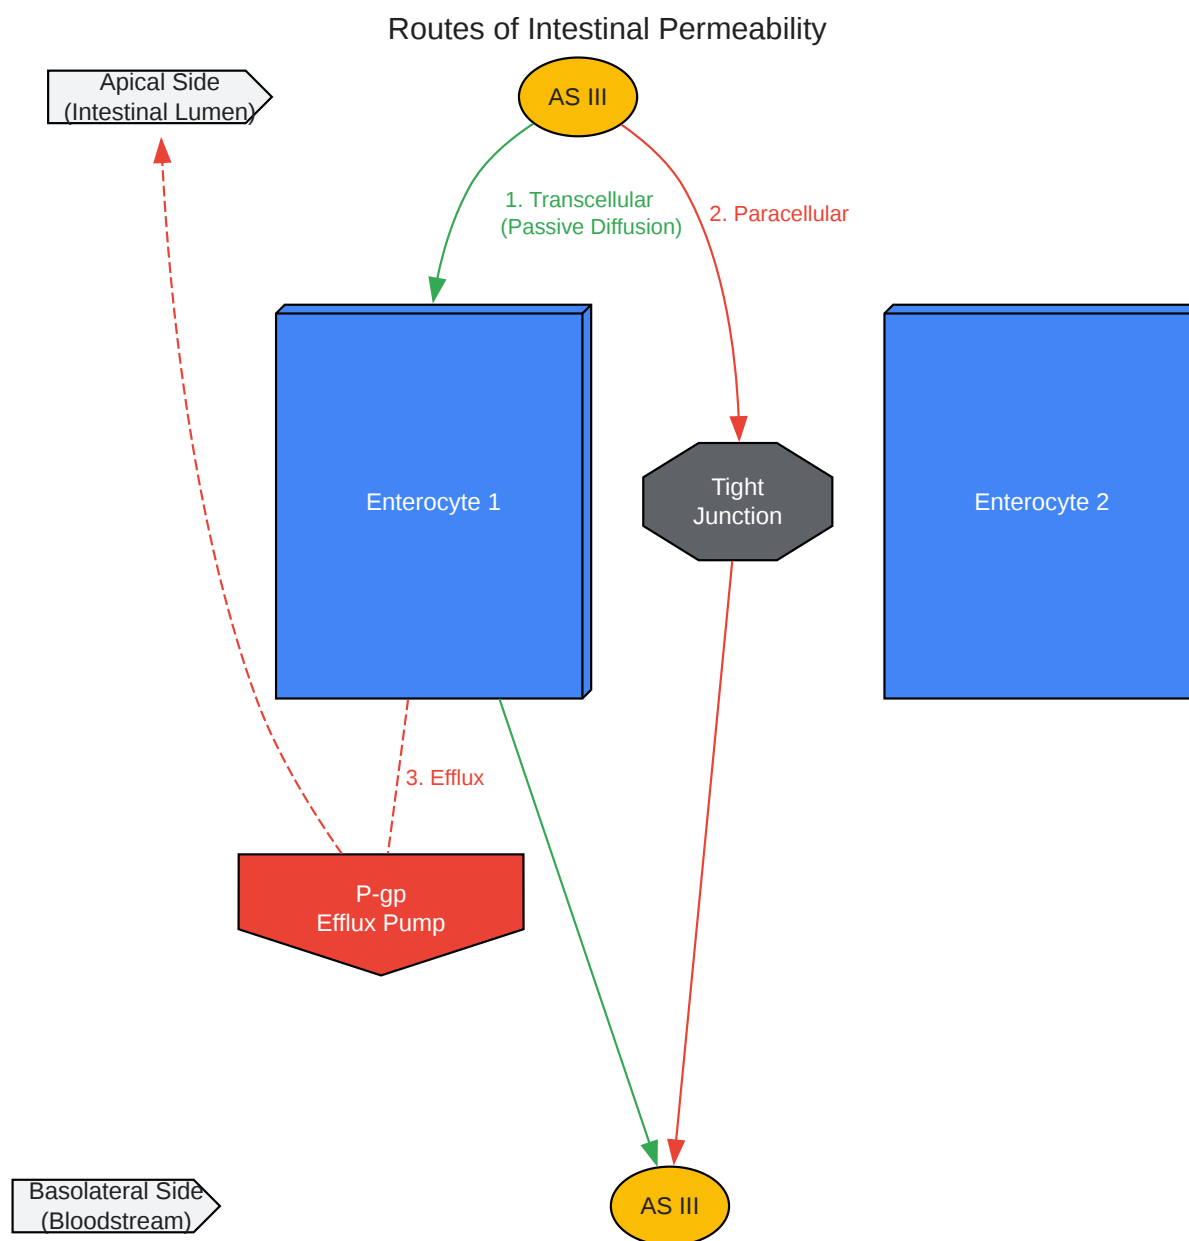 Routes of Intestinal Permeability
Apical Side
(Intestinal Lumen)
AS III
1. Transcellular
(Passive Diffusion)
2. Paracellular
Enterocyte 1
Tight
Junction
Enterocyte 2
3. Efflux
P-gp
Efflux Pump
Basolateral Side
(Bloodstream)
AS III